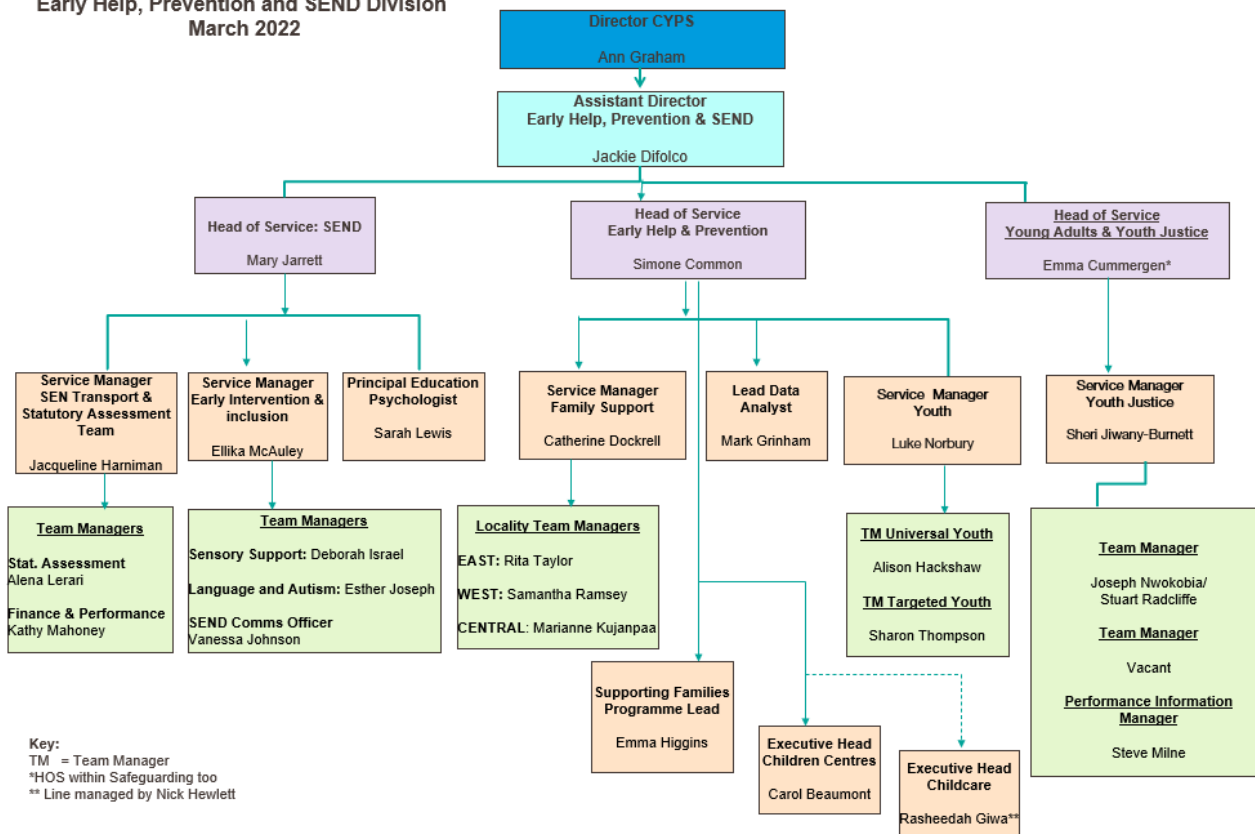 Early Help, Prevention and SEND Division
March 2022
Director CYPS
Ann Graham
Assistant Director
Early Help, Prevention & SEND
Jackie Difolco
Head of Service: SEND
Mary Jarrett
Head of Service
Early Help & Prevention
Simone Common
Head of Service
Young Adults & Youth Justice
Emma Cummergen*
Service Manager
SEN Transport &
Statutory Assessment
Team
Jacqueline Harniman
Service Manager
Early Intervention &
inclusion
Ellika McAuley
Principal Education
Psychologist
Sarah Lewis
Service Manager
Family Support
Catherine Dockrell
Lead Data
Analyst
Mark Grinham
Service Manager
Youth
Luke Norbury
Service Manager
Youth Justice
Sheri Jiwany-Burnett
Team Managers
Stat. Assessment
Alena Lerari
Finance & Performance
Kathy Mahoney
Team Managers
Sensory Support: Deborah Israel
Language and Autism: Esther Joseph
SEND Comms Officer
Vanessa Johnson
Locality Team Managers
EAST: Rita Taylor
WEST: Samantha Ramsey
CENTRAL: Marianne Kujanpaa
TM Universal Youth
Alison Hackshaw
TM Targeted Youth
Sharon Thompson
Team Manager
Joseph Nwokobia/
Stuart Radcliffe
Team Manager
Vacant
Performance Information
Manager
Steve Milne
Supporting Families
Programme Lead
Emma Higgins
Executive Head
Children Centres
Carol Beaumont
Executive Head
Childcare
Rasheedah Giwa**
Key:
TM = Team Manager
*HOS within Safeguarding too
** Line managed by Nick Hewlett